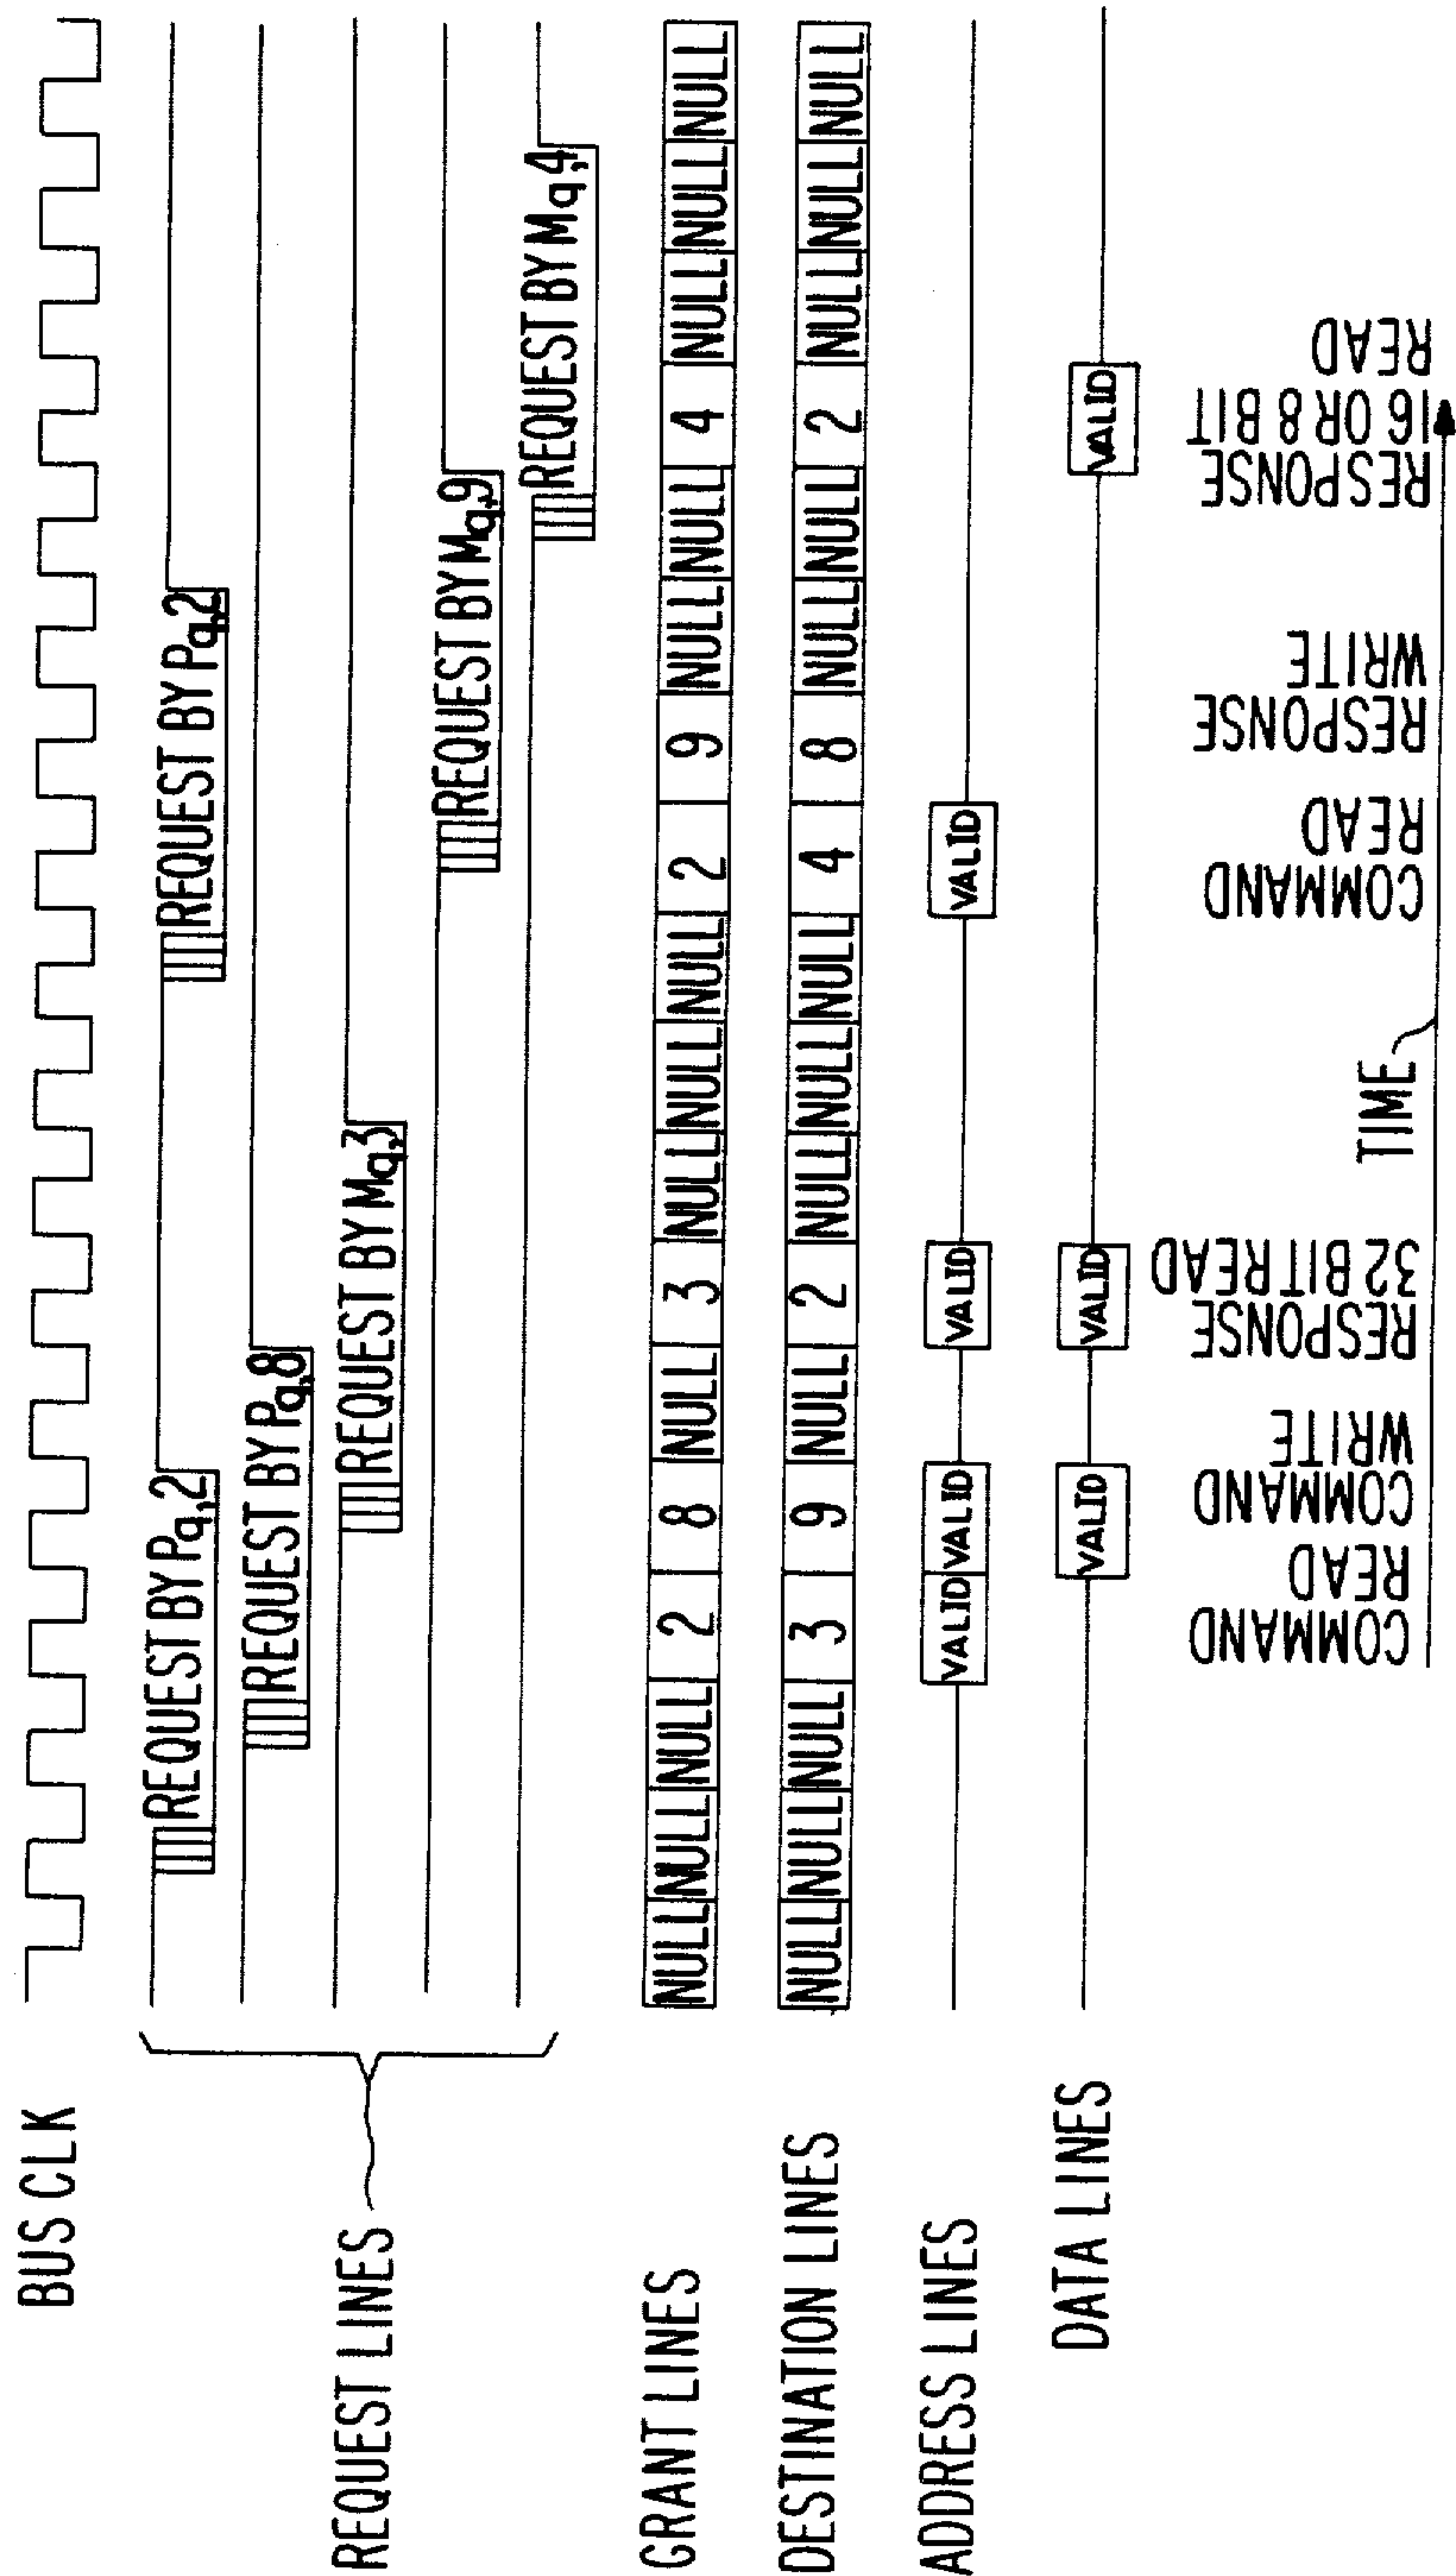 BUS CLK
REQUEST LINES
REQUEST BY Pq,2
REQUEST BY Pq,2
REQUEST BY Pq,8
REQUEST BY Mq,3
REQUEST BY Mq,9
REQUEST BY Mq,4
GRANT LINES NULL NULL NULL 2 8 NULL 3 NULL NULL NULL 2 9 NULL NULL 4 NULL NULL NULL
DESTINATION LINES NULL NULL NULL 3 9 NULL 2 NULL NULL NULL 4 8 NULL NULL 2 NULL NULL NULL
ADDRESS LINES VALID VALID VALID VALID
DATA LINES VALID VALID VALID
COMMAND
READ
COMMAND
WRITE
RESPONSE
32 BIT READ
COMMAND
READ
RESPONSE
WRITE
RESPONSE
16 OR 8 BIT
READ
TIME